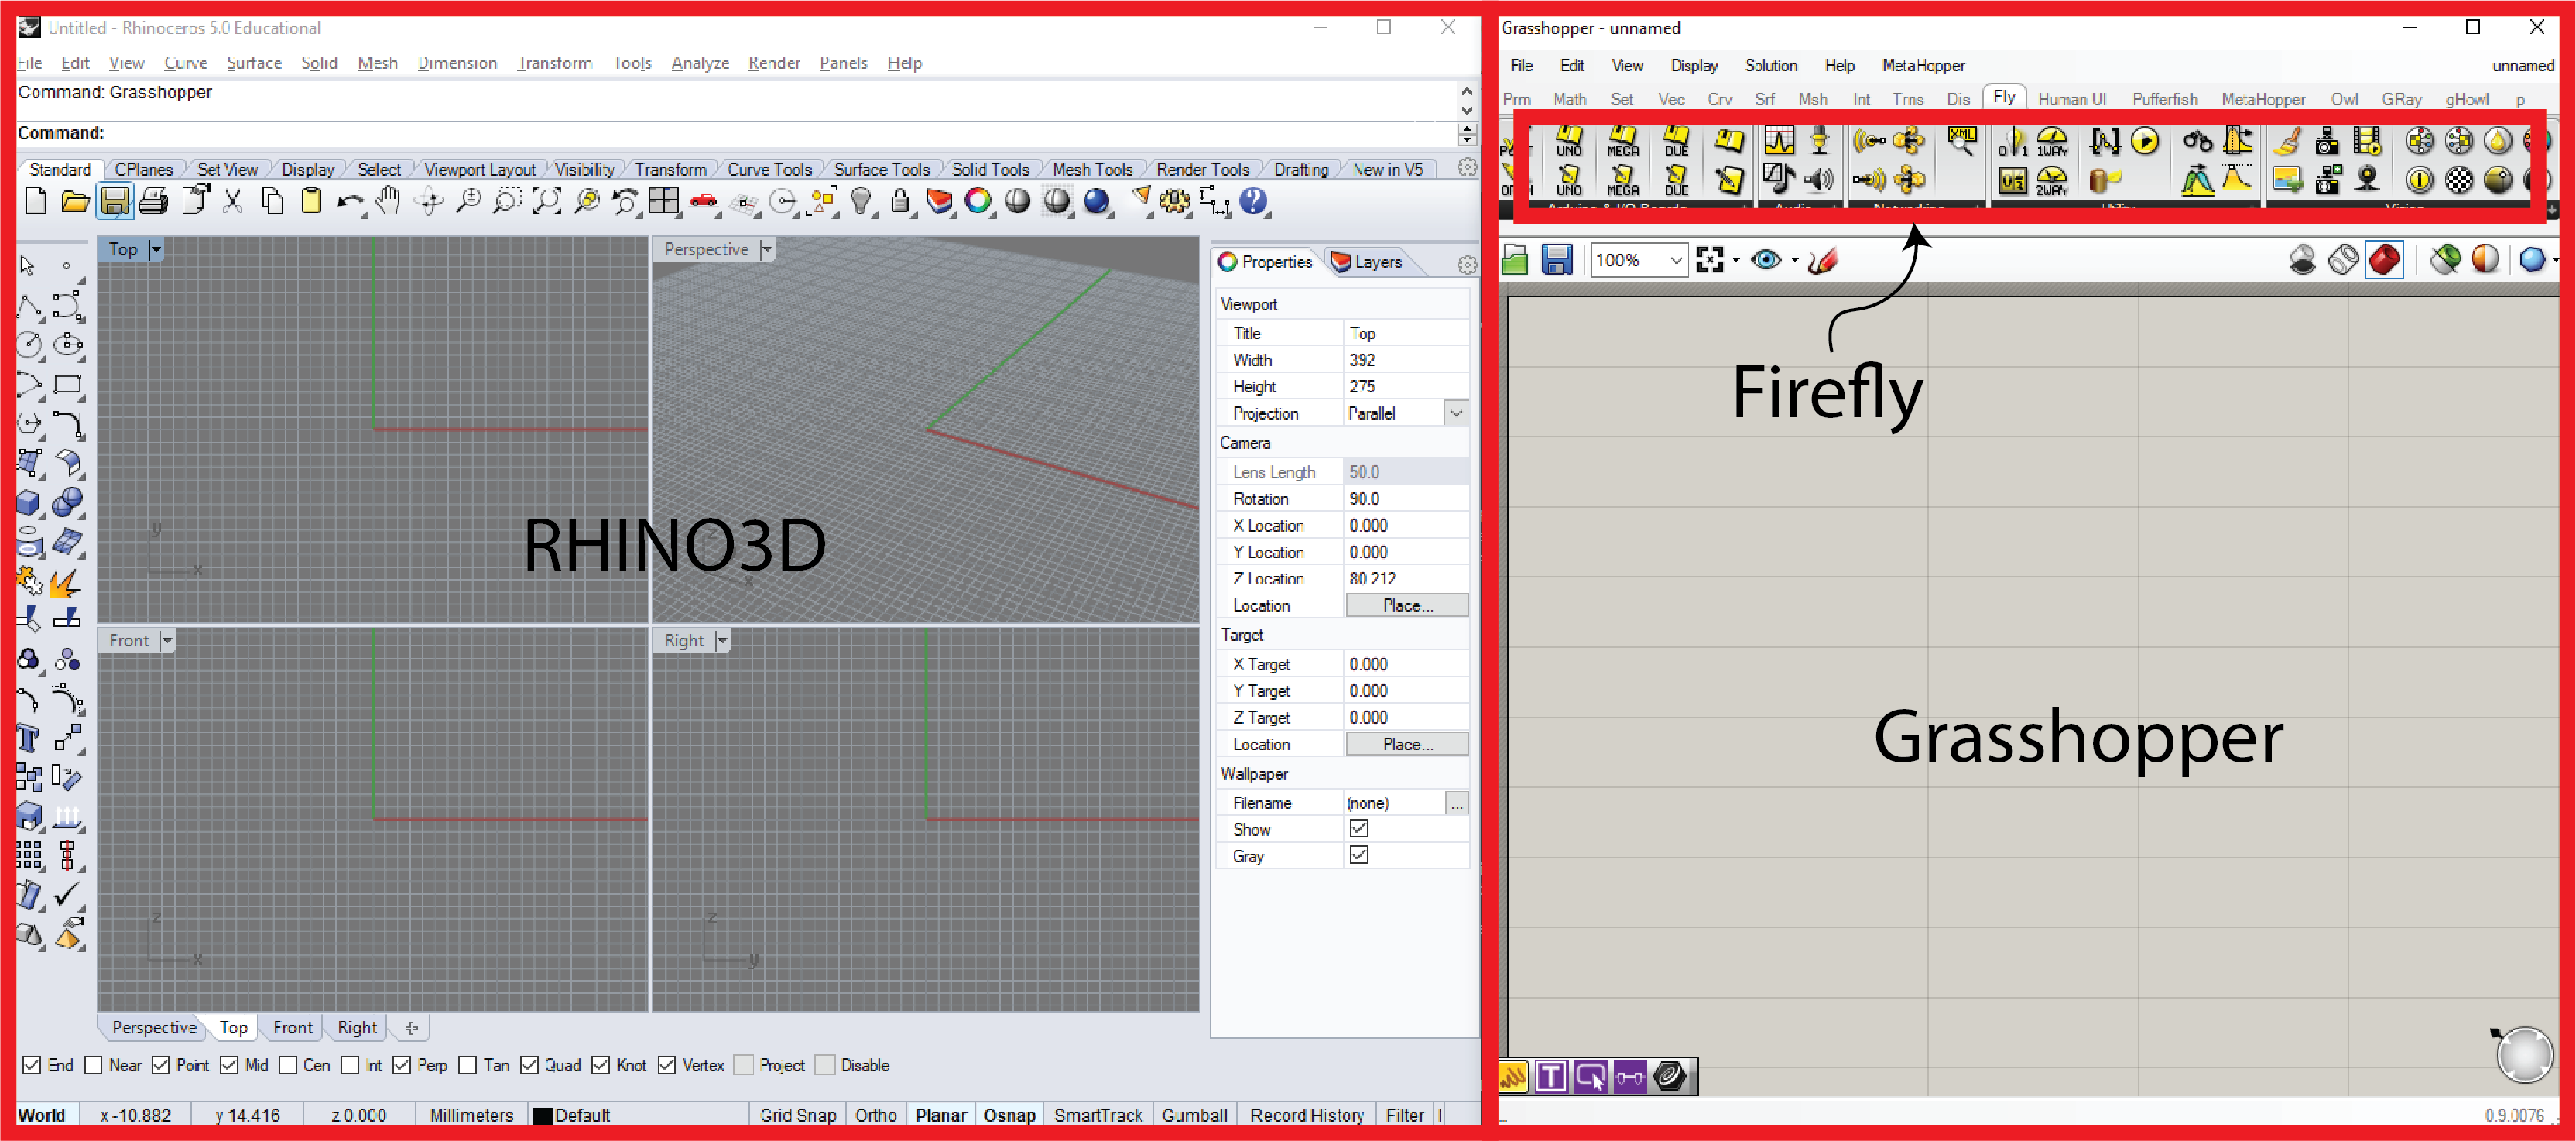 Untitled - Rhinoceros 5.0 Educational
File Edit View Curve Surface Solid Mesh Dimension Transform Tools Analyze Render Panels Help
Command: Grasshopper
Command:
Standard CPlanes Set View Display Select Viewport Layout Visibility Transform Curve Tools Surface Tools Solid Tools Mesh Tools Render Tools Drafting New in V5
Top
Perspective
y
x
x
RHINO3D
Front
Right
z
x
z
y
Perspective Top Front Right
End Near Point Mid Cen Int Perp Tan Quad Knot Vertex Project Disable
World x -10.882 y 14.416 z 0.000 Millimeters Default Grid Snap Ortho Planar Osnap SmartTrack Gumball Record History Filter
Properties Layers
Viewport
Title Top
Width 392
Height 275
Projection Parallel
Camera
Lens Length 50.0
Rotation 90.0
X Location 0.000
Y Location 0.000
Z Location 80.212
Location Place...
Target
X Target 0.000
Y Target 0.000
Z Target 0.000
Location Place...
Wallpaper
Filename (none) ...
Show
Gray
Grasshopper - unnamed
File Edit View Display Solution Help MetaHopper unnamed
Prm Math Set Vec Crv Srf Msh Int Trns Dis Fly Human UI Pufferfish MetaHopper Owl GRay gHowl p
UNO MEGA DUE XML 0 1 1WAY
UNO MEGA DUE 2WAY
100%
Firefly
Grasshopper
0.9.0076